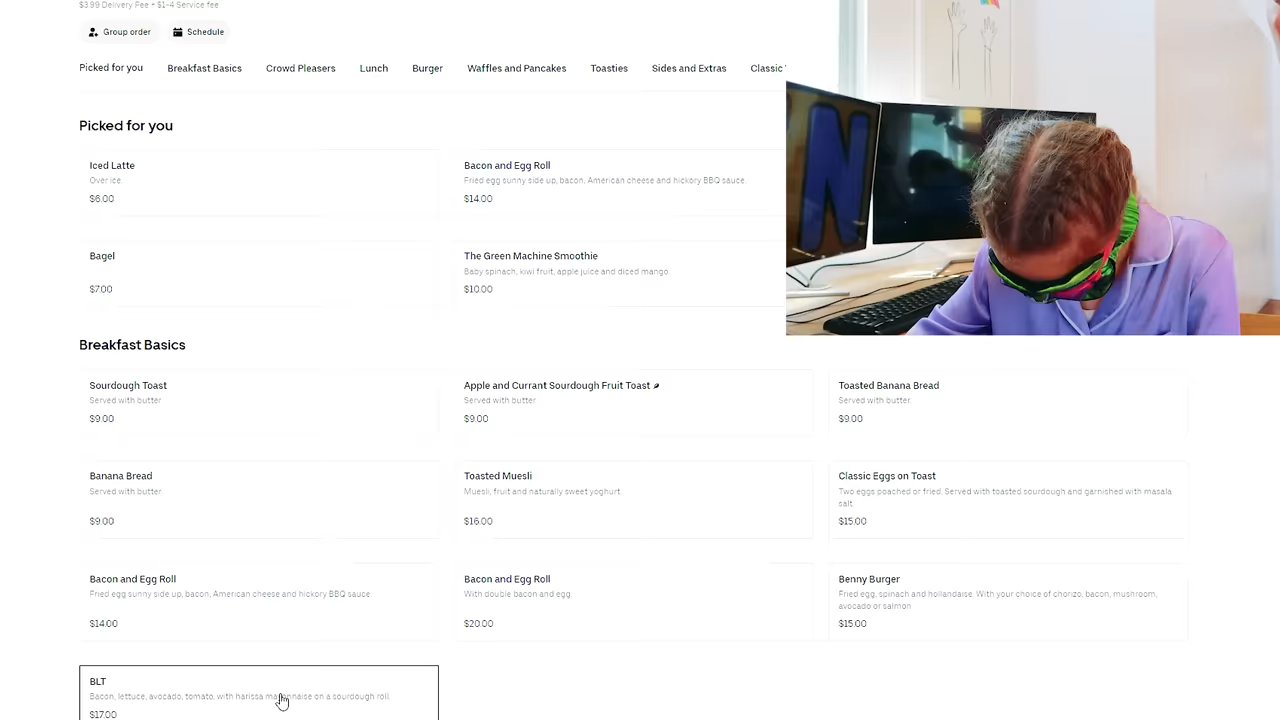 $3.99 Delivery Fee • $1-4 Service fee
Group order Schedule
Picked for you Breakfast Basics Crowd Pleasers Lunch Burger Waffles and Pancakes Toasties Sides and Extras Classic
Picked for you
Iced Latte
Over Ice.
$6.00
Bacon and Egg Roll
Fried egg sunny side up, bacon, American cheese and hickory BBQ sauce.
$14.00
Bagel
$7.00
The Green Machine Smoothie
Baby spinach, kiwi fruit, apple juice and diced mango
$10.00
N
Breakfast Basics
Sourdough Toast
Served with butter
$9.00
Apple and Currant Sourdough Fruit Toast
Served with butter
$9.00
Toasted Banana Bread
Served with butter.
$9.00
Banana Bread
Served with butter.
$9.00
Toasted Muesli
Muesli, fruit and naturally sweet yoghurt.
$16.00
Classic Eggs on Toast
Two eggs poached or fried. Served with toasted sourdough and garnished with masala
salt.
$15.00
Bacon and Egg Roll
Fried egg sunny side up, bacon, American cheese and hickory BBQ sauce.
$14.00
Bacon and Egg Roll
With double bacon and egg.
$20.00
Benny Burger
Fried egg, spinach and hollandaise. With your choice of chorizo, bacon, mushroom,
avocado or salmon
$15.00
BLT
Bacon, lettuce, avocado, tomato, with harissa mayonnaise on a sourdough roll.
$17.00